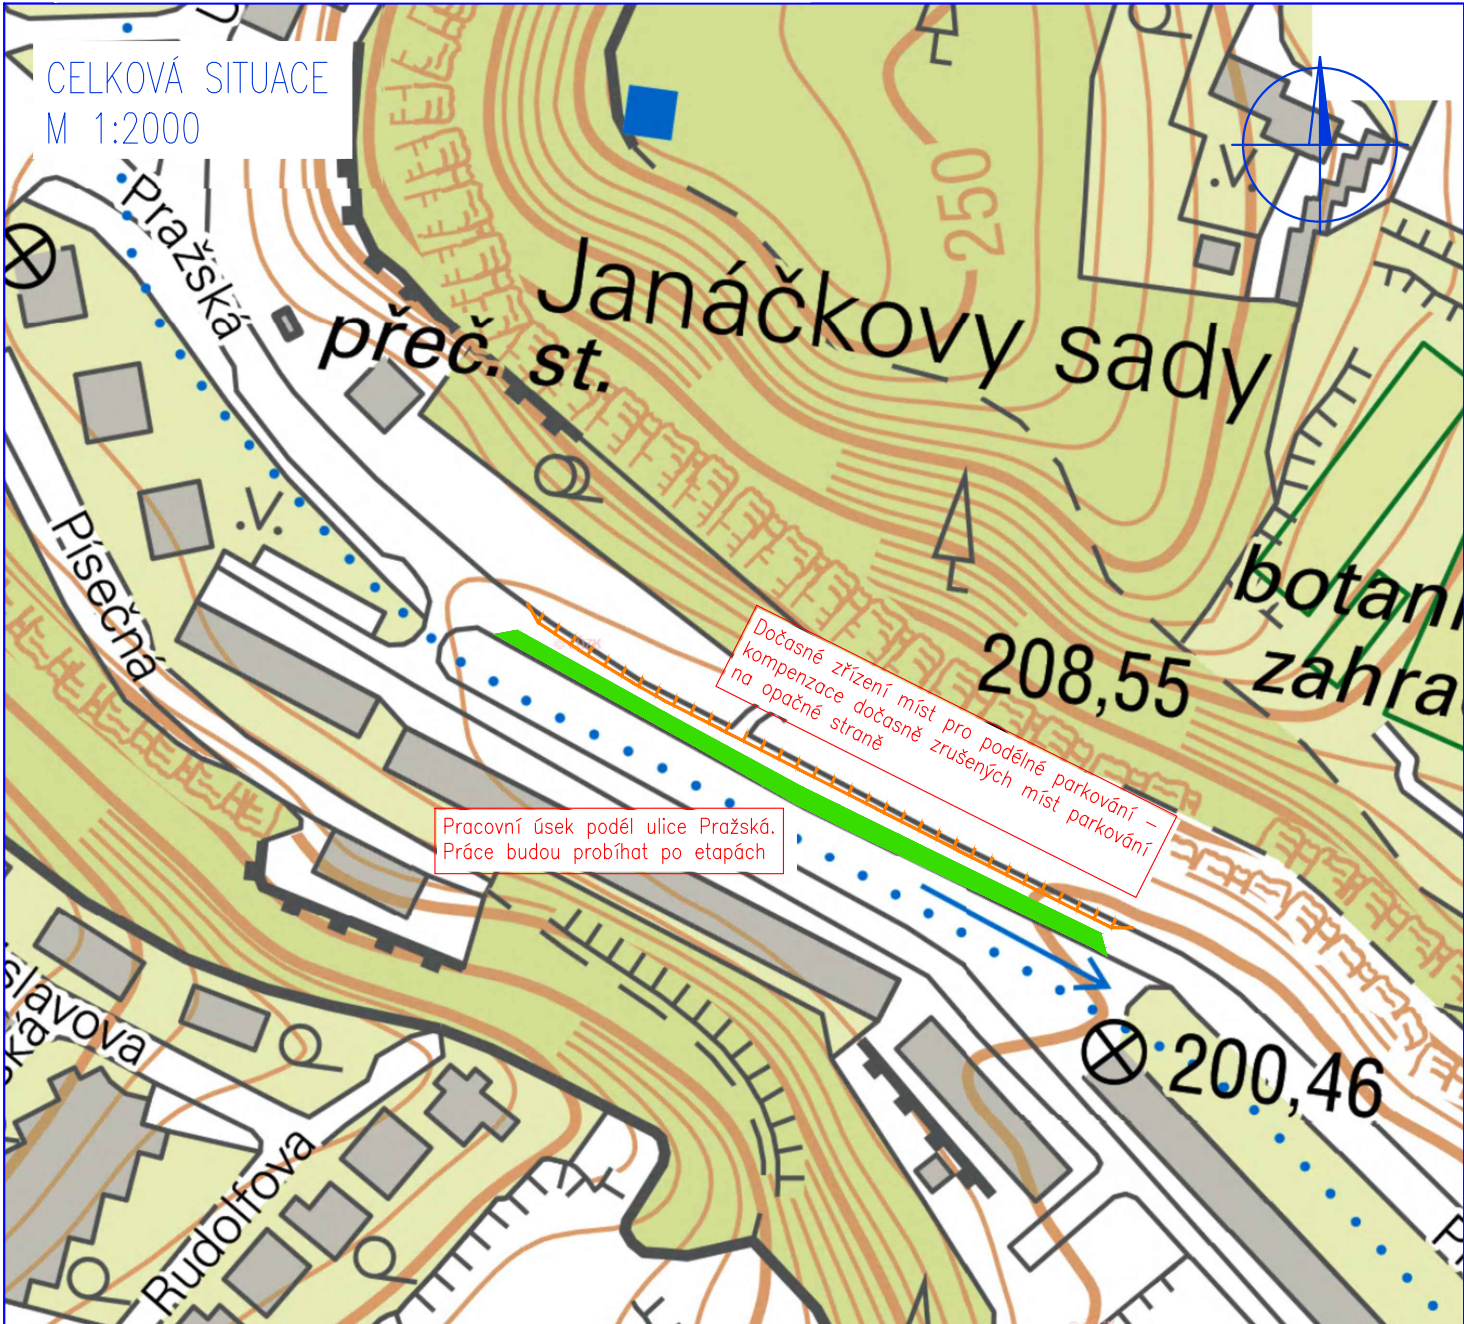 CELKOVÁ SITUACE
M 1:2000
Pražská
přeč. st.
Janáčkovy sady
250
Písečná
botani
zahra
208,55
Dočasné zřízení míst pro podélné parkování –
kompenzace dočasně zrušených míst parkování
na opačné straně
Pracovní úsek podél ulice Pražská.
Práce budou probíhat po etapách
slavova
ská
200,46
Rudolfova